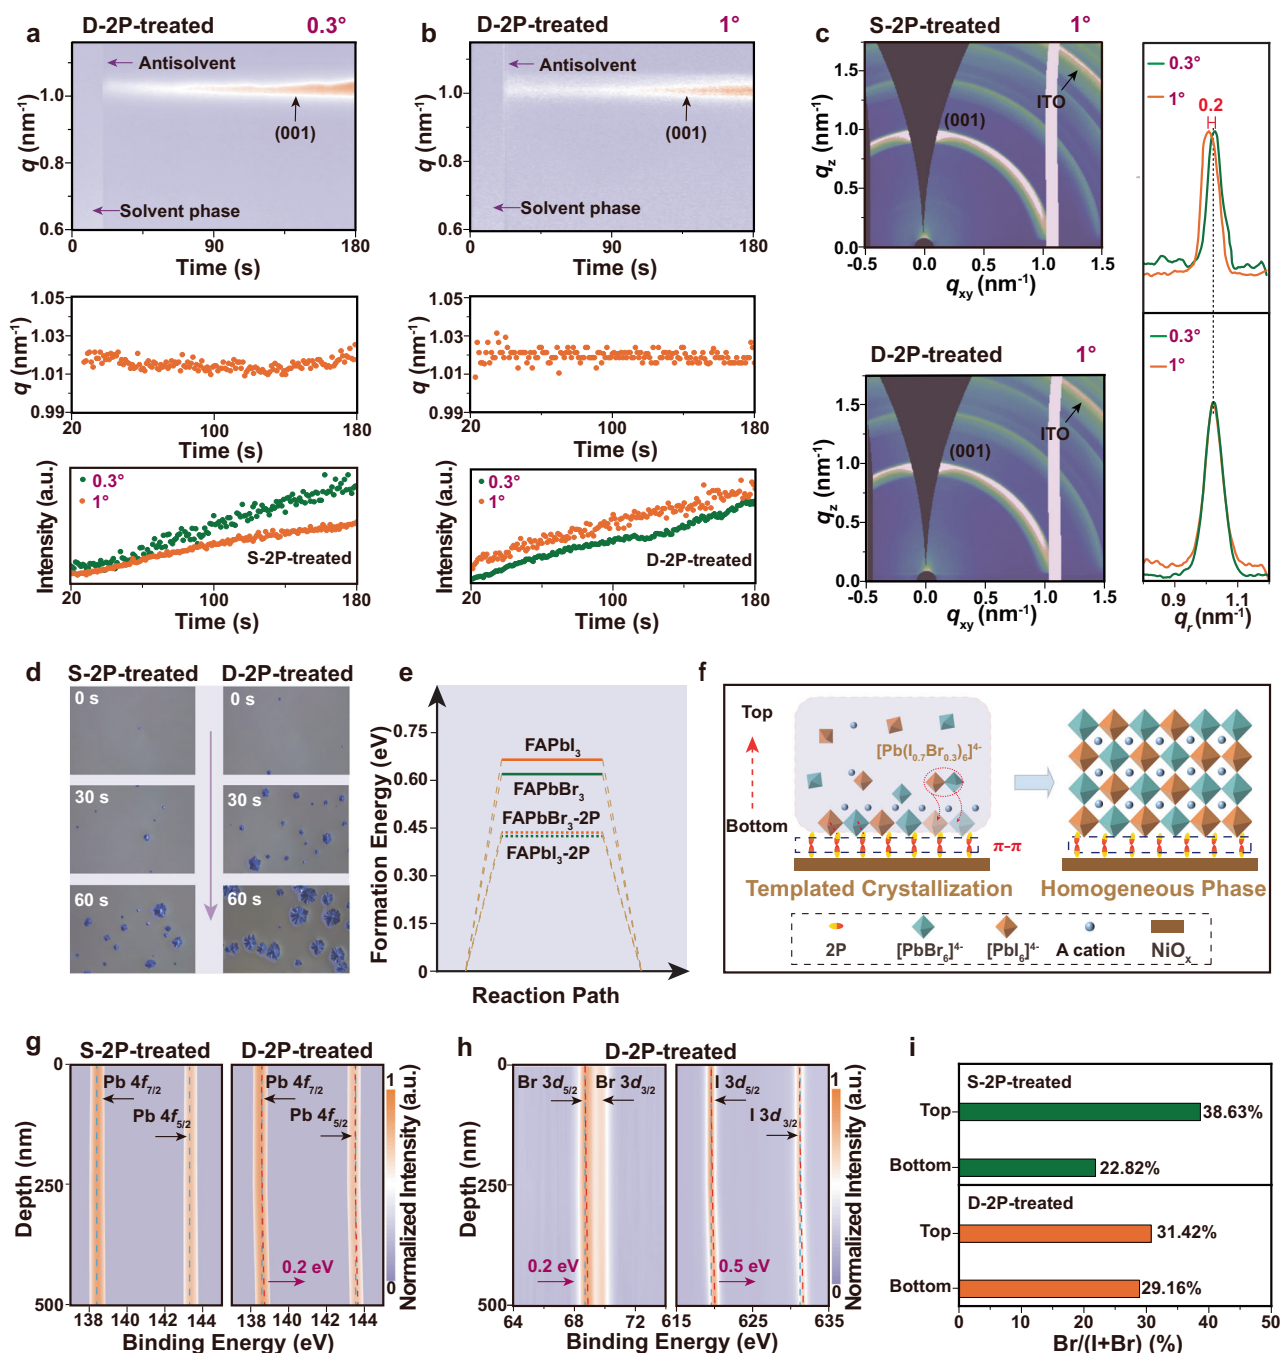 a
D-2P-treated
0.3°
Antisolvent
(001)
Solvent phase
q (nm⁻¹)
1.0
0.8
0.6
0
90
180
Time (s)
q (nm⁻¹)
1.05
1.03
1.01
0.99
20
100
180
Time (s)
Intensity (a.u.)
0.3°
1°
S-2P-treated
20
100
180
Time (s)
b
D-2P-treated
1°
Antisolvent
(001)
Solvent phase
q (nm⁻¹)
1.0
0.8
0.6
0
90
180
Time (s)
q (nm⁻¹)
1.05
1.03
1.01
0.99
20
100
180
Time (s)
Intensity (a.u.)
0.3°
1°
D-2P-treated
20
100
180
Time (s)
c
S-2P-treated
1°
(001)
ITO
q_z (nm⁻¹)
1.5
1.0
0.5
0.0
-0.5
0.0
0.5
1.0
1.5
q_xy (nm⁻¹)
D-2P-treated
1°
(001)
ITO
q_z (nm⁻¹)
1.5
1.0
0.5
0.0
-0.5
0.0
0.5
1.0
1.5
q_xy (nm⁻¹)
0.3°
1°
0.2
0.3°
1°
0.9
1.1
q_r (nm⁻¹)
d
S-2P-treated
D-2P-treated
0 s
0 s
30 s
30 s
60 s
60 s
e
Formation Energy (eV)
0.75
0.60
0.45
0.30
0.15
0
FAPbI₃
FAPbBr₃
FAPbBr₃-2P
FAPbI₃-2P
Reaction Path
f
Top
Bottom
[Pb(I₀.₇Br₀.₃)₆]⁴⁻
π-π
Templated Crystallization
Homogeneous Phase
2P
[PbBr₆]⁴⁻
[PbI₆]⁴⁻
A cation
NiOₓ
g
S-2P-treated
D-2P-treated
Pb 4f₇/₂
Pb 4f₅/₂
Pb 4f₇/₂
Pb 4f₅/₂
0.2 eV
Depth (nm)
0
250
500
138
140
142
144
138
140
142
144
Binding Energy (eV)
1
0
Normalized Intensity (a.u.)
h
D-2P-treated
Br 3d₅/₂
Br 3d₃/₂
I 3d₅/₂
I 3d₃/₂
0.2 eV
0.5 eV
Depth (nm)
0
250
500
64
68
72
615
625
635
Binding Energy (eV)
1
0
Normalized Intensity (a.u.)
i
S-2P-treated
Top
38.63%
Bottom
22.82%
D-2P-treated
Top
31.42%
Bottom
29.16%
0
10
20
30
40
50
Br/(I+Br) (%)